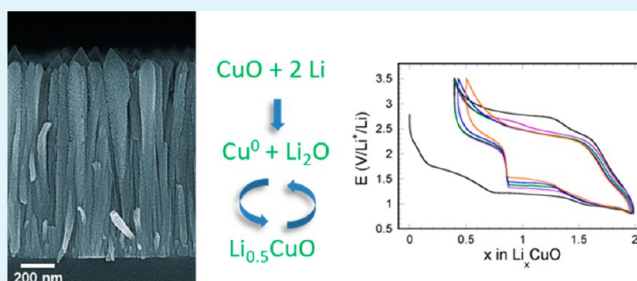 200 nm
CuO + 2 Li
Cu⁰ + Li₂O
Li₀.₅CuO
E (V/Li⁺/Li)
3.5
3
2.5
2
1.5
1
0.5
0
0 0.5 1 1.5 2
x in LiₓCuO